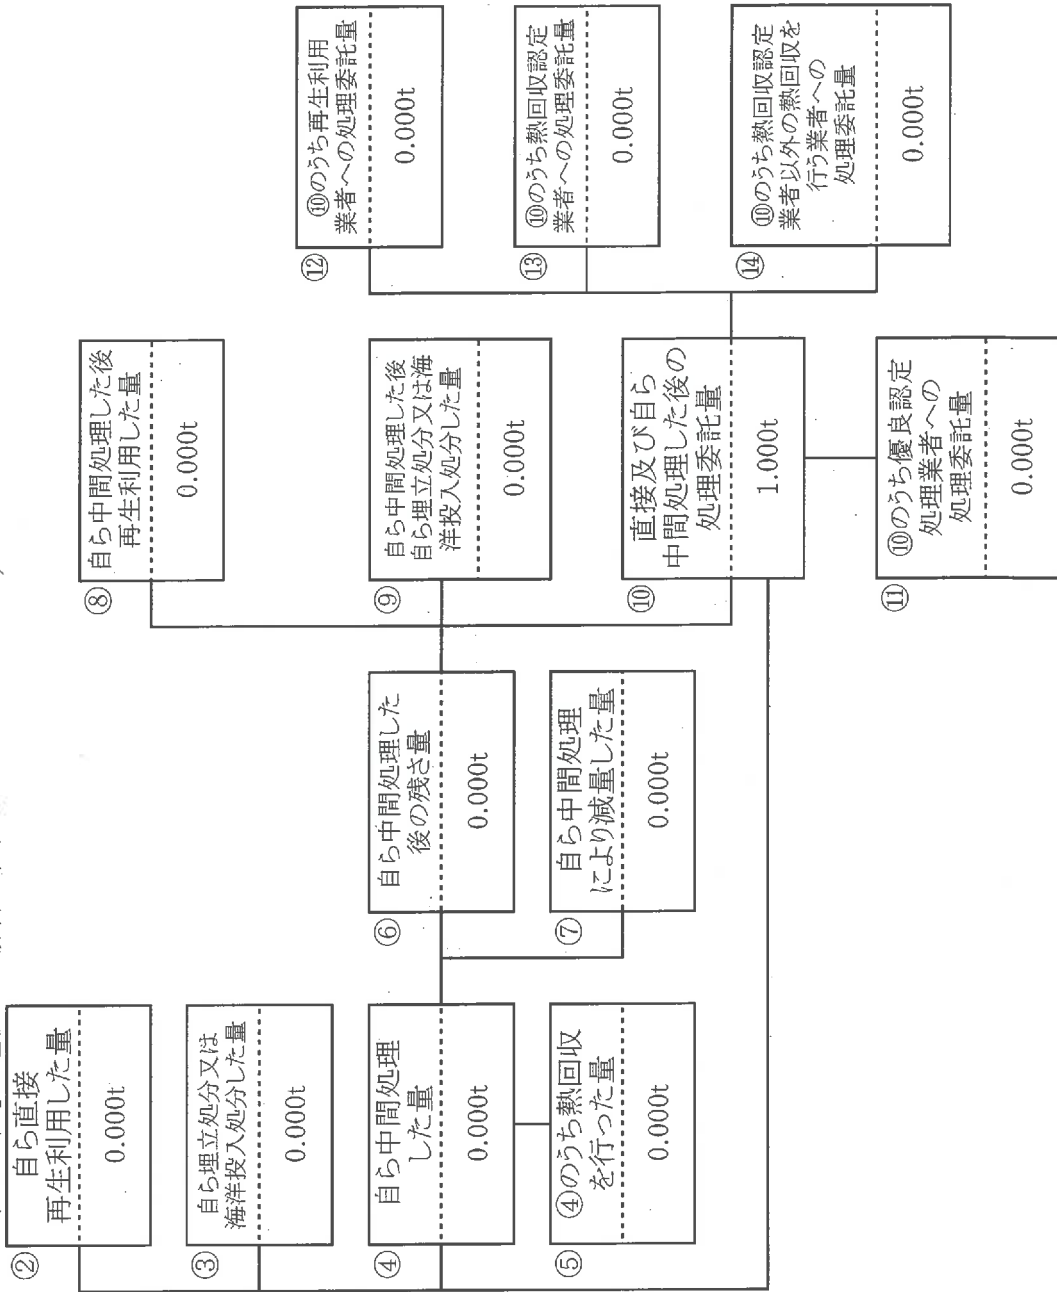 ②
自ら直接
再生利用した量
0.000t
③
自ら埋立処分又は
海洋投入処分した量
0.000t
④
自ら中間処理
した量
0.000t
⑤
④のうち熱回収
を行った量
0.000t
⑥
自ら中間処理した
後の残さ量
0.000t
⑦
自ら中間処理
により減量した量
0.000t
⑧
自ら中間処理した後
再生利用した量
0.000t
⑨
自ら中間処理した後
自ら埋立処分又は海
洋投入処分した量
0.000t
⑩
直接及び自ら
中間処理した後の
処理委託量
1.000t
⑪
⑩のうち優良認定
処理業者への
処理委託量
0.000t
⑫
⑩のうち再生利用
業者への処理委託量
0.000t
⑬
⑩のうち熱回収認定
業者への処理委託量
0.000t
⑭
⑩のうち熱回収認定
業者以外の熱回収を
行う業者への
処理委託量
0.000t